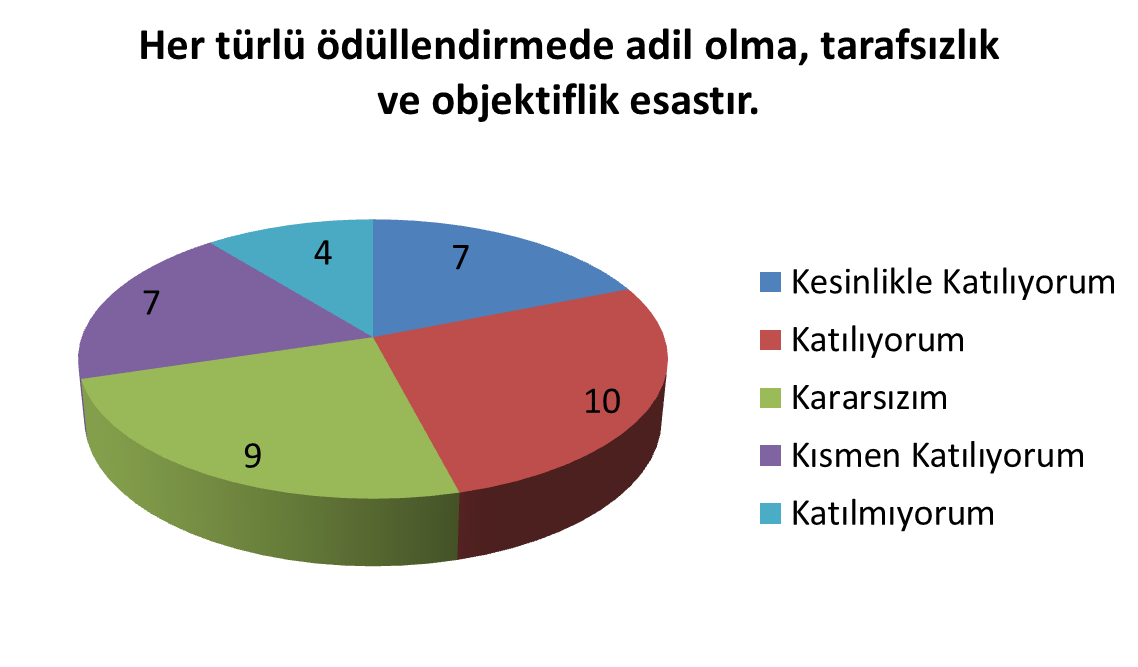 Her türlü ödüllendirmede adil olma, tarafsızlık
ve objektiflik esastır.
4
7
7
10
9
Kesinlikle Katılıyorum
Katılıyorum
Kararsızım
Kısmen Katılıyorum
Katılmıyorum